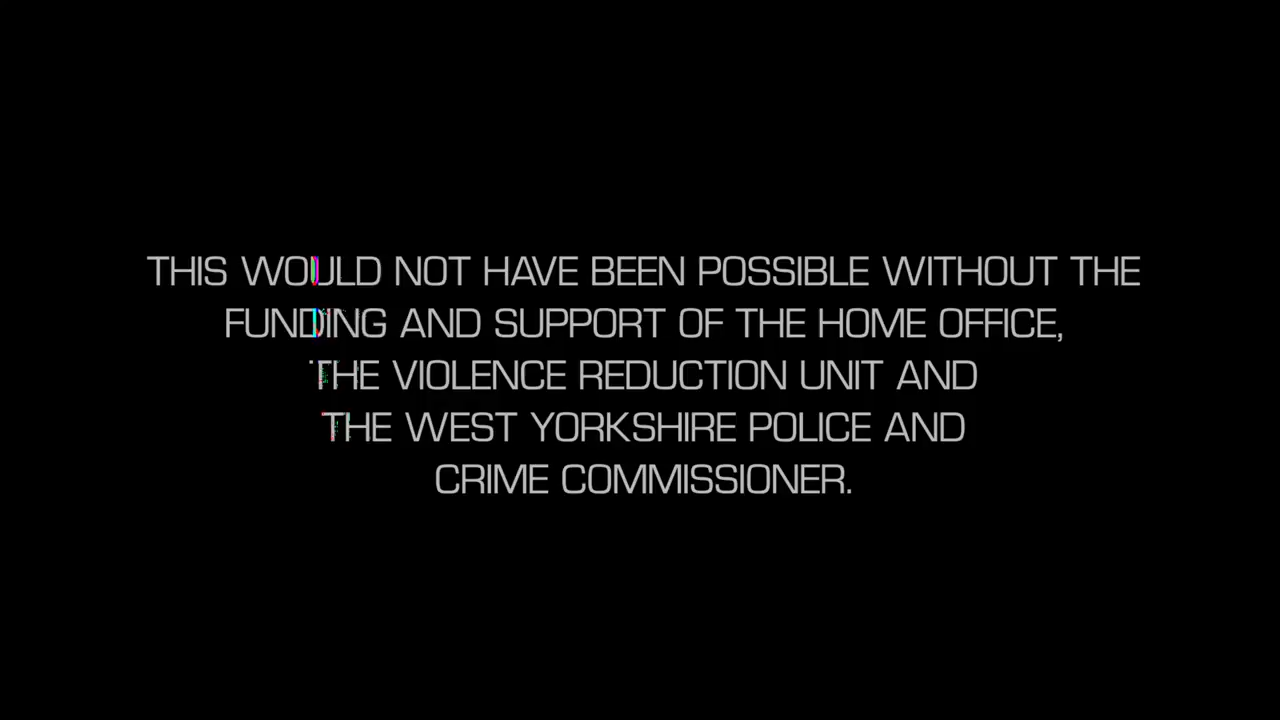 THIS WOULD NOT HAVE BEEN POSSIBLE WITHOUT THE
FUNDING AND SUPPORT OF THE HOME OFFICE,
THE VIOLENCE REDUCTION UNIT AND
THE WEST YORKSHIRE POLICE AND
CRIME COMMISSIONER.